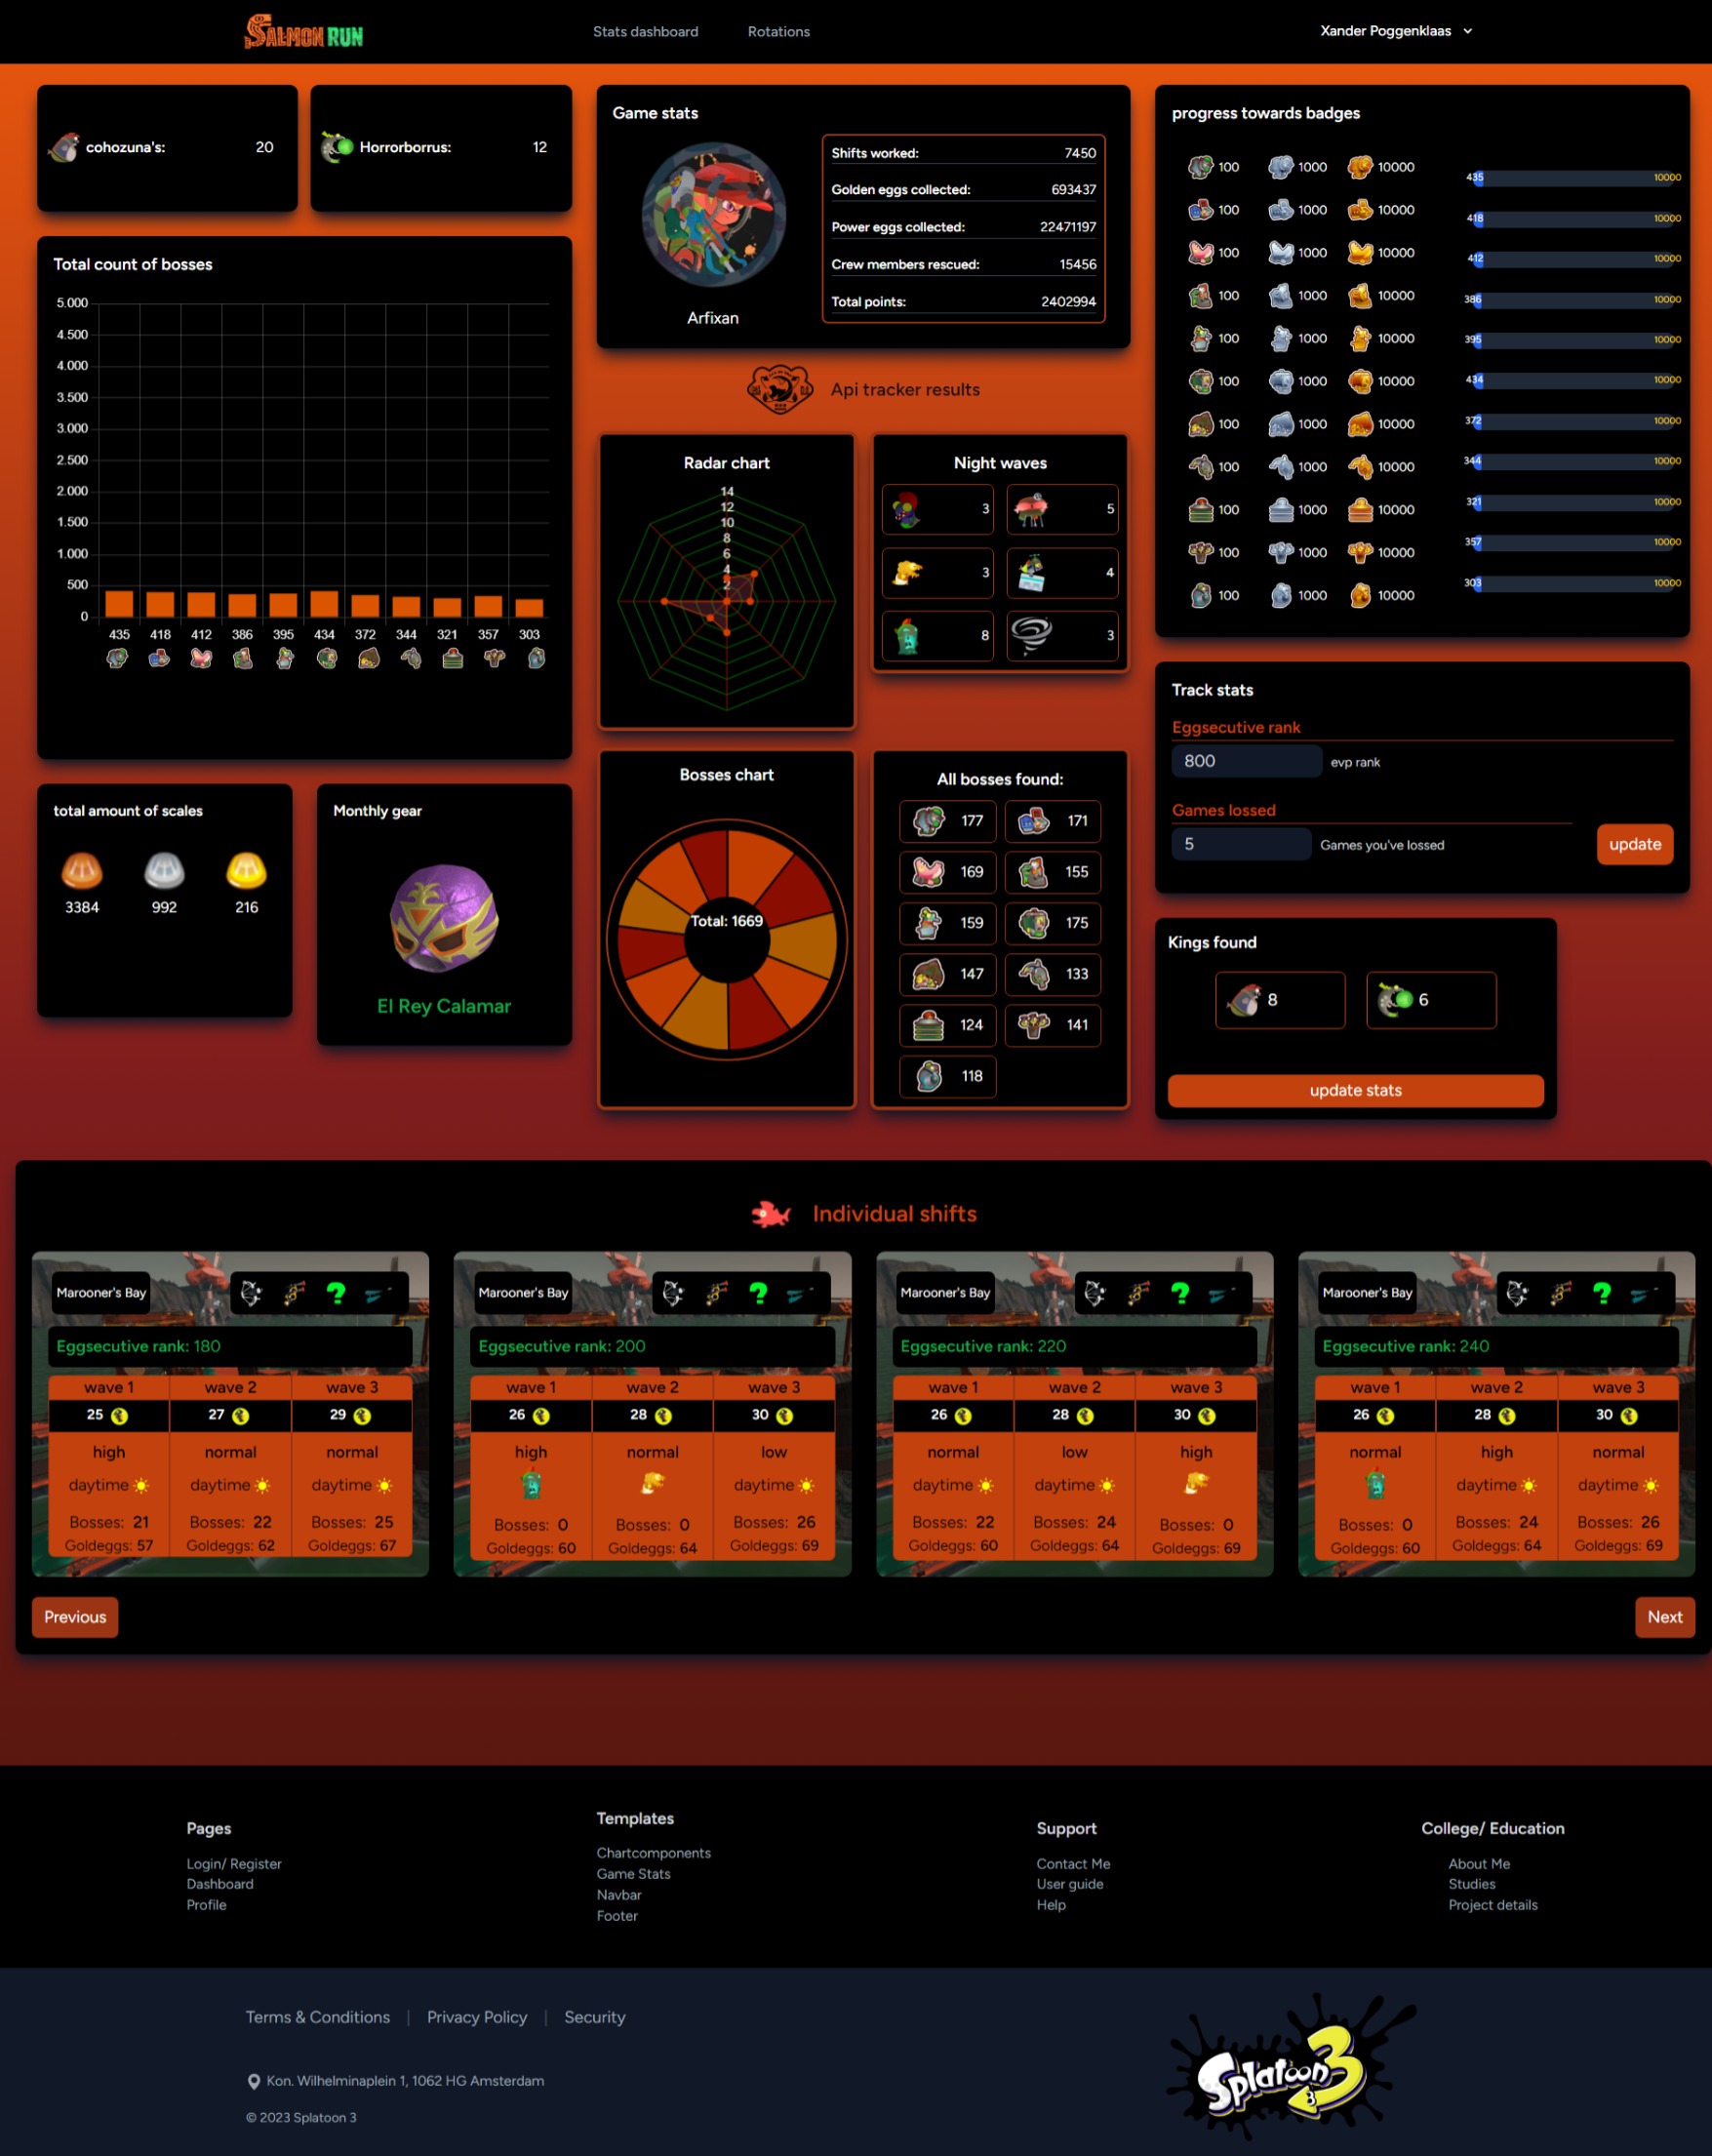 SALMON RUN
Stats dashboard
Rotations
Xander Poggenklaas
cohozuna's: 20
Horrorborrus: 12
Total count of bosses
5.000
4.500
4.000
3.500
3.000
2.500
2.000
1.500
1.000
500
0
435 418 412 386 395 434 372 344 321 357 303
total amount of scales
3384 992 216
Monthly gear
El Rey Calamar
Game stats
Arfixan
Shifts worked: 7450
Golden eggs collected: 693437
Power eggs collected: 22471197
Crew members rescued: 15456
Total points: 2402994
Api tracker results
Radar chart
14
12
10
8
6
4
2
Night waves
3 5
3 4
8 3
Bosses chart
Total: 1669
All bosses found:
177 171
169 155
159 175
147 133
124 141
118
progress towards badges
100 1000 10000 435 10000
100 1000 10000 418 10000
100 1000 10000 412 10000
100 1000 10000 386 10000
100 1000 10000 395 10000
100 1000 10000 434 10000
100 1000 10000 372 10000
100 1000 10000 344 10000
100 1000 10000 321 10000
100 1000 10000 357 10000
100 1000 10000 303 10000
Track stats
Eggsecutive rank
800 evp rank
Games lossed
5 Games you've lossed
update
Kings found
8 6
update stats
Individual shifts
Marooner's Bay ?
Eggsecutive rank: 180
wave 1 wave 2 wave 3
25 27 29
high normal normal
daytime daytime daytime
Bosses: 21 Bosses: 22 Bosses: 25
Goldeggs: 57 Goldeggs: 62 Goldeggs: 67
Marooner's Bay ?
Eggsecutive rank: 200
wave 1 wave 2 wave 3
26 28 30
high normal low
daytime
Bosses: 0 Bosses: 0 Bosses: 26
Goldeggs: 60 Goldeggs: 64 Goldeggs: 69
Marooner's Bay ?
Eggsecutive rank: 220
wave 1 wave 2 wave 3
26 28 30
normal low high
daytime daytime
Bosses: 22 Bosses: 24 Bosses: 0
Goldeggs: 60 Goldeggs: 64 Goldeggs: 69
Marooner's Bay ?
Eggsecutive rank: 240
wave 1 wave 2 wave 3
26 28 30
normal high normal
daytime daytime
Bosses: 0 Bosses: 24 Bosses: 26
Goldeggs: 60 Goldeggs: 64 Goldeggs: 69
Previous
Next
Pages
Login/ Register
Dashboard
Profile
Templates
Chartcomponents
Game Stats
Navbar
Footer
Support
Contact Me
User guide
Help
College/ Education
About Me
Studies
Project details
Terms & Conditions | Privacy Policy | Security
Kon. Wilhelminaplein 1, 1062 HG Amsterdam
© 2023 Splatoon 3
Splatoon 3